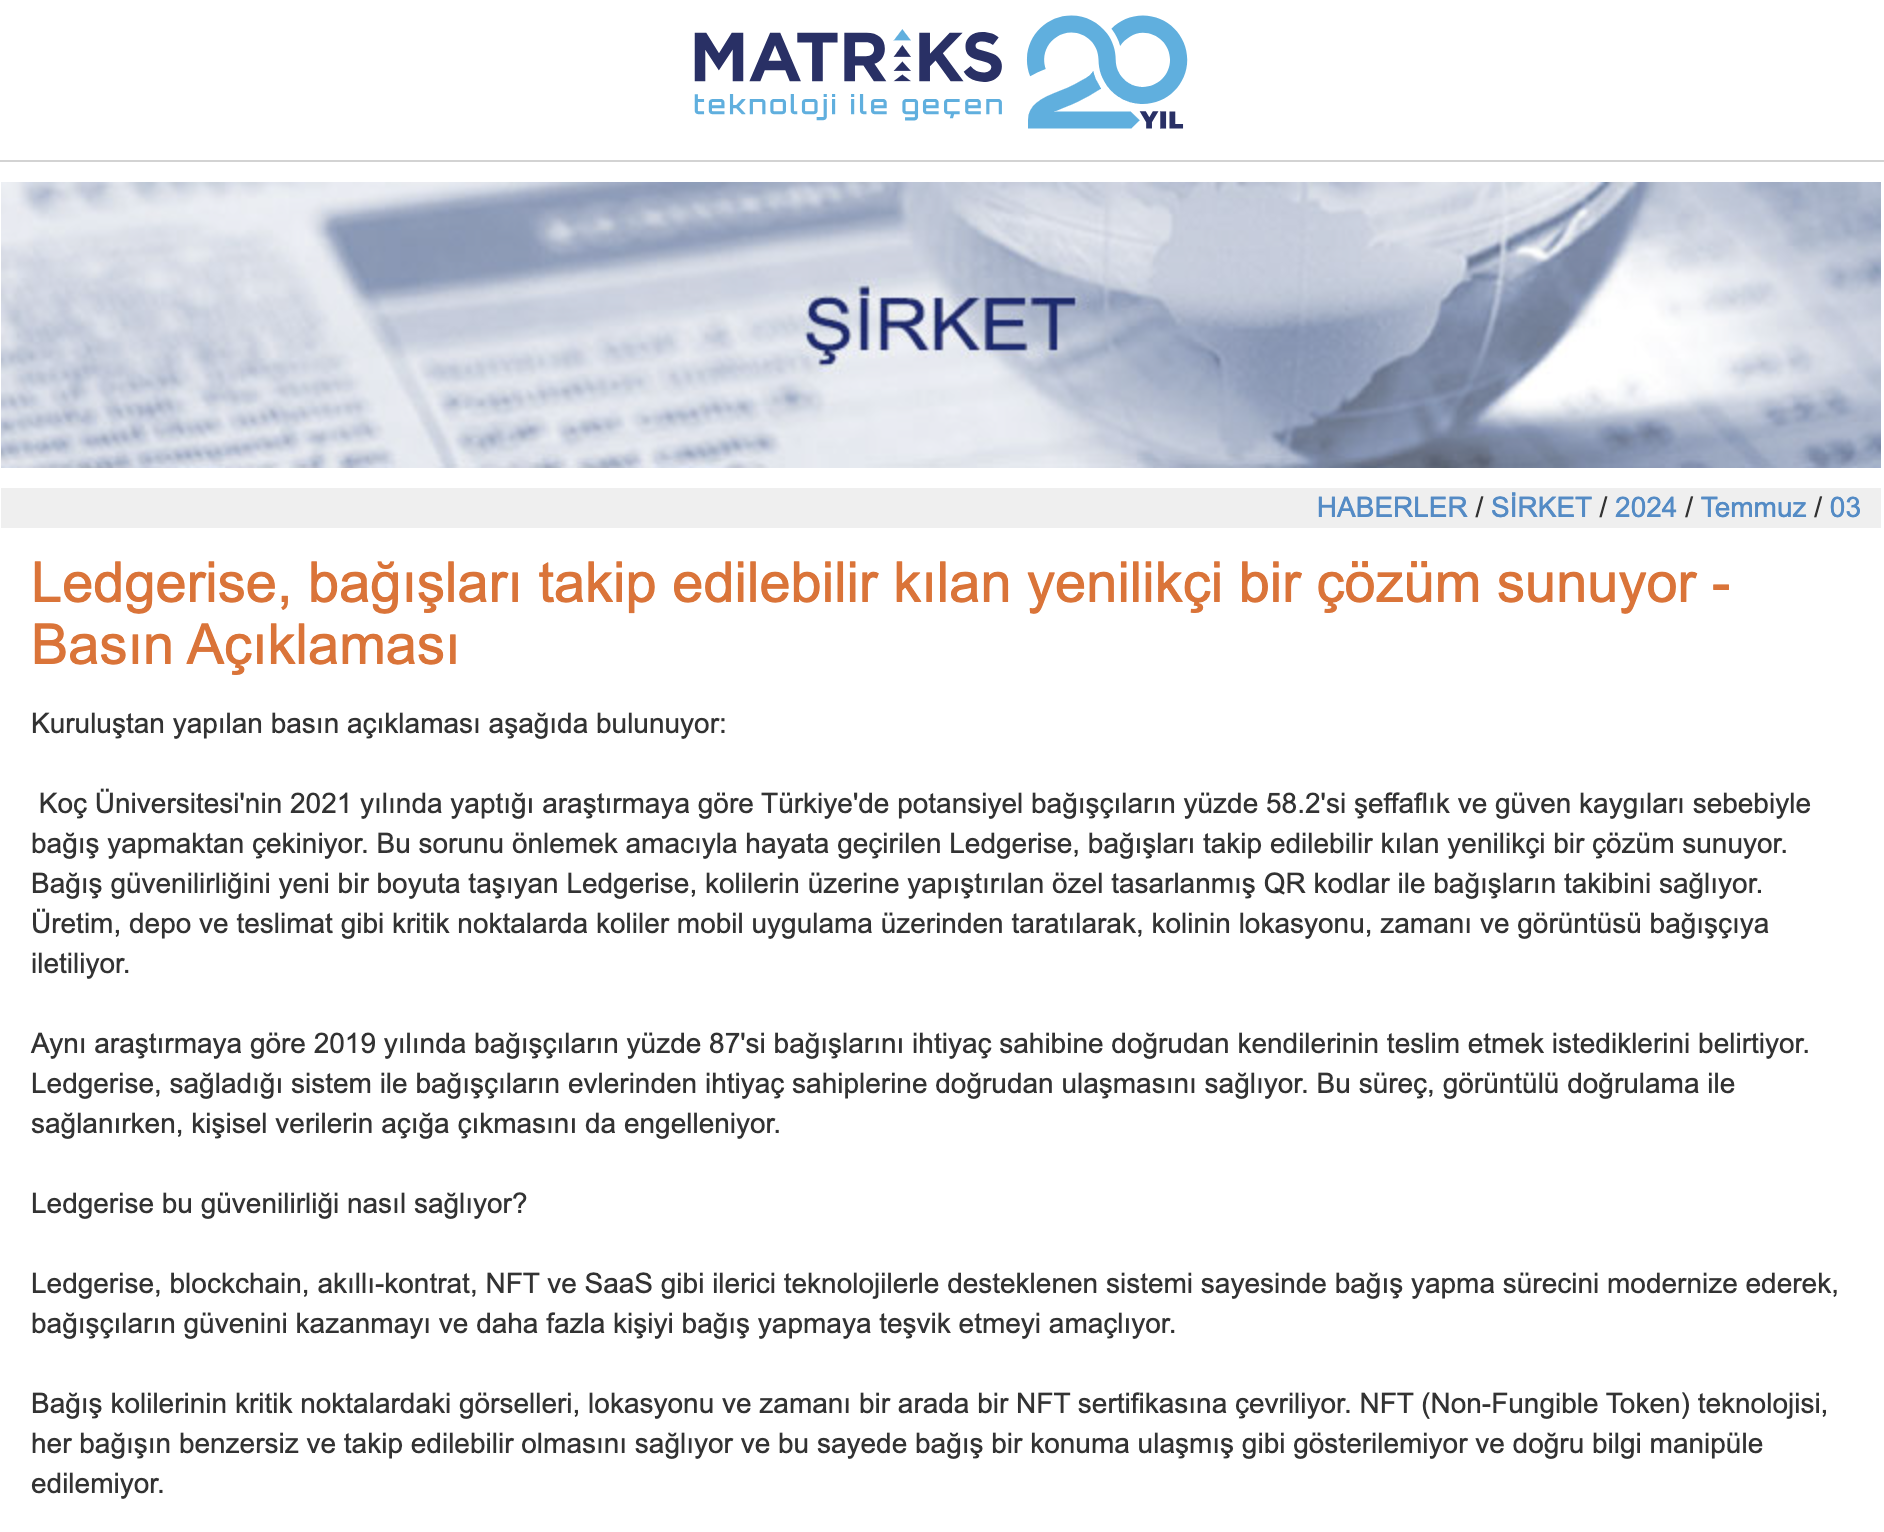 MATRİKS
teknoloji ile geçen
20
YIL
ŞİRKET
HABERLER / SİRKET / 2024 / Temmuz / 03
Ledgerise, bağışları takip edilebilir kılan yenilikçi bir çözüm sunuyor -
Basın Açıklaması
Kuruluştan yapılan basın açıklaması aşağıda bulunuyor:
Koç Üniversitesi'nin 2021 yılında yaptığı araştırmaya göre Türkiye'de potansiyel bağışçıların yüzde 58.2'si şeffaflık ve güven kaygıları sebebiyle
bağış yapmaktan çekiniyor. Bu sorunu önlemek amacıyla hayata geçirilen Ledgerise, bağışları takip edilebilir kılan yenilikçi bir çözüm sunuyor.
Bağış güvenilirliğini yeni bir boyuta taşıyan Ledgerise, kolilerin üzerine yapıştırılan özel tasarlanmış QR kodlar ile bağışların takibini sağlıyor.
Üretim, depo ve teslimat gibi kritik noktalarda koliler mobil uygulama üzerinden taratılarak, kolinin lokasyonu, zamanı ve görüntüsü bağışçıya
iletiliyor.
Aynı araştırmaya göre 2019 yılında bağışçıların yüzde 87'si bağışlarını ihtiyaç sahibine doğrudan kendilerinin teslim etmek istediklerini belirtiyor.
Ledgerise, sağladığı sistem ile bağışçıların evlerinden ihtiyaç sahiplerine doğrudan ulaşmasını sağlıyor. Bu süreç, görüntülü doğrulama ile
sağlanırken, kişisel verilerin açığa çıkmasını da engelleniyor.
Ledgerise bu güvenilirliği nasıl sağlıyor?
Ledgerise, blockchain, akıllı-kontrat, NFT ve SaaS gibi ilerici teknolojilerle desteklenen sistemi sayesinde bağış yapma sürecini modernize ederek,
bağışçıların güvenini kazanmayı ve daha fazla kişiyi bağış yapmaya teşvik etmeyi amaçlıyor.
Bağış kolilerinin kritik noktalardaki görselleri, lokasyonu ve zamanı bir arada bir NFT sertifikasına çevriliyor. NFT (Non-Fungible Token) teknolojisi,
her bağışın benzersiz ve takip edilebilir olmasını sağlıyor ve bu sayede bağış bir konuma ulaşmış gibi gösterilemiyor ve doğru bilgi manipüle
edilemiyor.